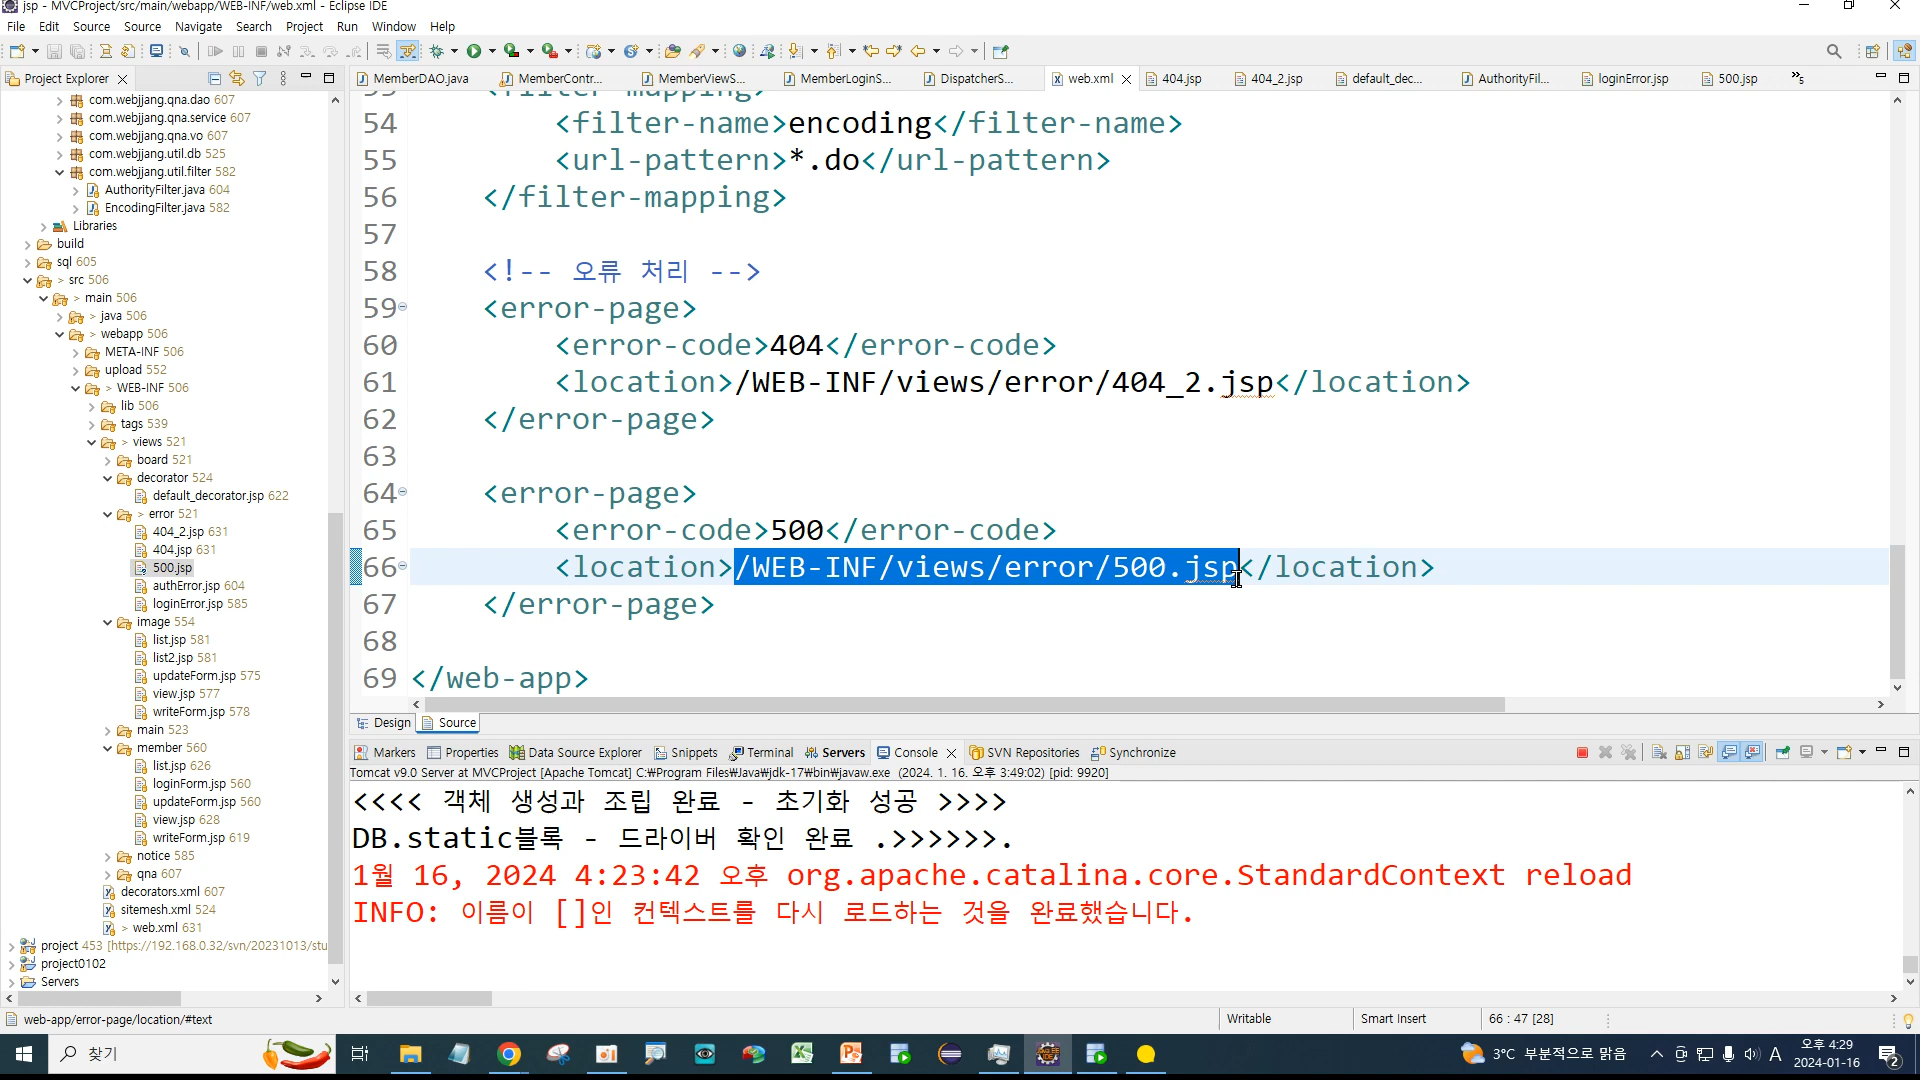 jsp - MVCProject/src/main/webapp/WEB-INF/web.xml - Eclipse IDE
File Edit Source Source Navigate Search Project Run Window Help
Project Explorer
MemberDAO.java MemberContr... MemberViewS... MemberLoginS... DispatcherS... web.xml 404.jsp 404_2.jsp default_dec... AuthorityFil... loginError.jsp 500.jsp »5
com.webjjang.qna.dao 607
com.webjjang.qna.service 607
com.webjjang.qna.vo 607
com.webjjang.util.db 525
com.webjjang.util.filter 582
AuthorityFilter.java 604
EncodingFilter.java 582
Libraries
build
sql 605
> src 506
> main 506
> java 506
> webapp 506
META-INF 506
upload 552
> WEB-INF 506
lib 506
tags 539
> views 521
board 521
decorator 524
default_decorator.jsp 622
> error 521
404_2.jsp 631
404.jsp 631
500.jsp
authError.jsp 604
loginError.jsp 585
image 554
list.jsp 581
list2.jsp 581
updateForm.jsp 575
view.jsp 577
writeForm.jsp 578
main 523
member 560
list.jsp 626
loginForm.jsp 560
updateForm.jsp 560
view.jsp 628
writeForm.jsp 619
notice 585
qna 607
decorators.xml 607
sitemesh.xml 524
> web.xml 631
project 453 [https://192.168.0.32/svn/20231013/stu
project0102
Servers
53 <filter-mapping>
54 <filter-name>encoding</filter-name>
55 <url-pattern>*.do</url-pattern>
56 </filter-mapping>
57
58 <!-- 오류 처리 -->
59 <error-page>
60 <error-code>404</error-code>
61 <location>/WEB-INF/views/error/404_2.jsp</location>
62 </error-page>
63
64 <error-page>
65 <error-code>500</error-code>
66 <location>/WEB-INF/views/error/500.jsp</location>
67 </error-page>
68
69 </web-app>
Design Source
Markers Properties Data Source Explorer Snippets Terminal Servers Console SVN Repositories Synchronize
Tomcat v9.0 Server at MVCProject [Apache Tomcat] C:₩Program Files₩Java₩jdk-17₩bin₩javaw.exe (2024. 1. 16. 오후 3:49:02) [pid: 9920]
<<<< 객체 생성과 조립 완료 - 초기화 성공 >>>>
DB.static블록 - 드라이버 확인 완료 .>>>>>>.
1월 16, 2024 4:23:42 오후 org.apache.catalina.core.StandardContext reload
INFO: 이름이 []인 컨텍스트를 다시 로드하는 것을 완료했습니다.
web-app/error-page/location/#text Writable Smart Insert 66 : 47 [28]
찾기 3°C 부분적으로 맑음 A 오후 4:29
2024-01-16 2